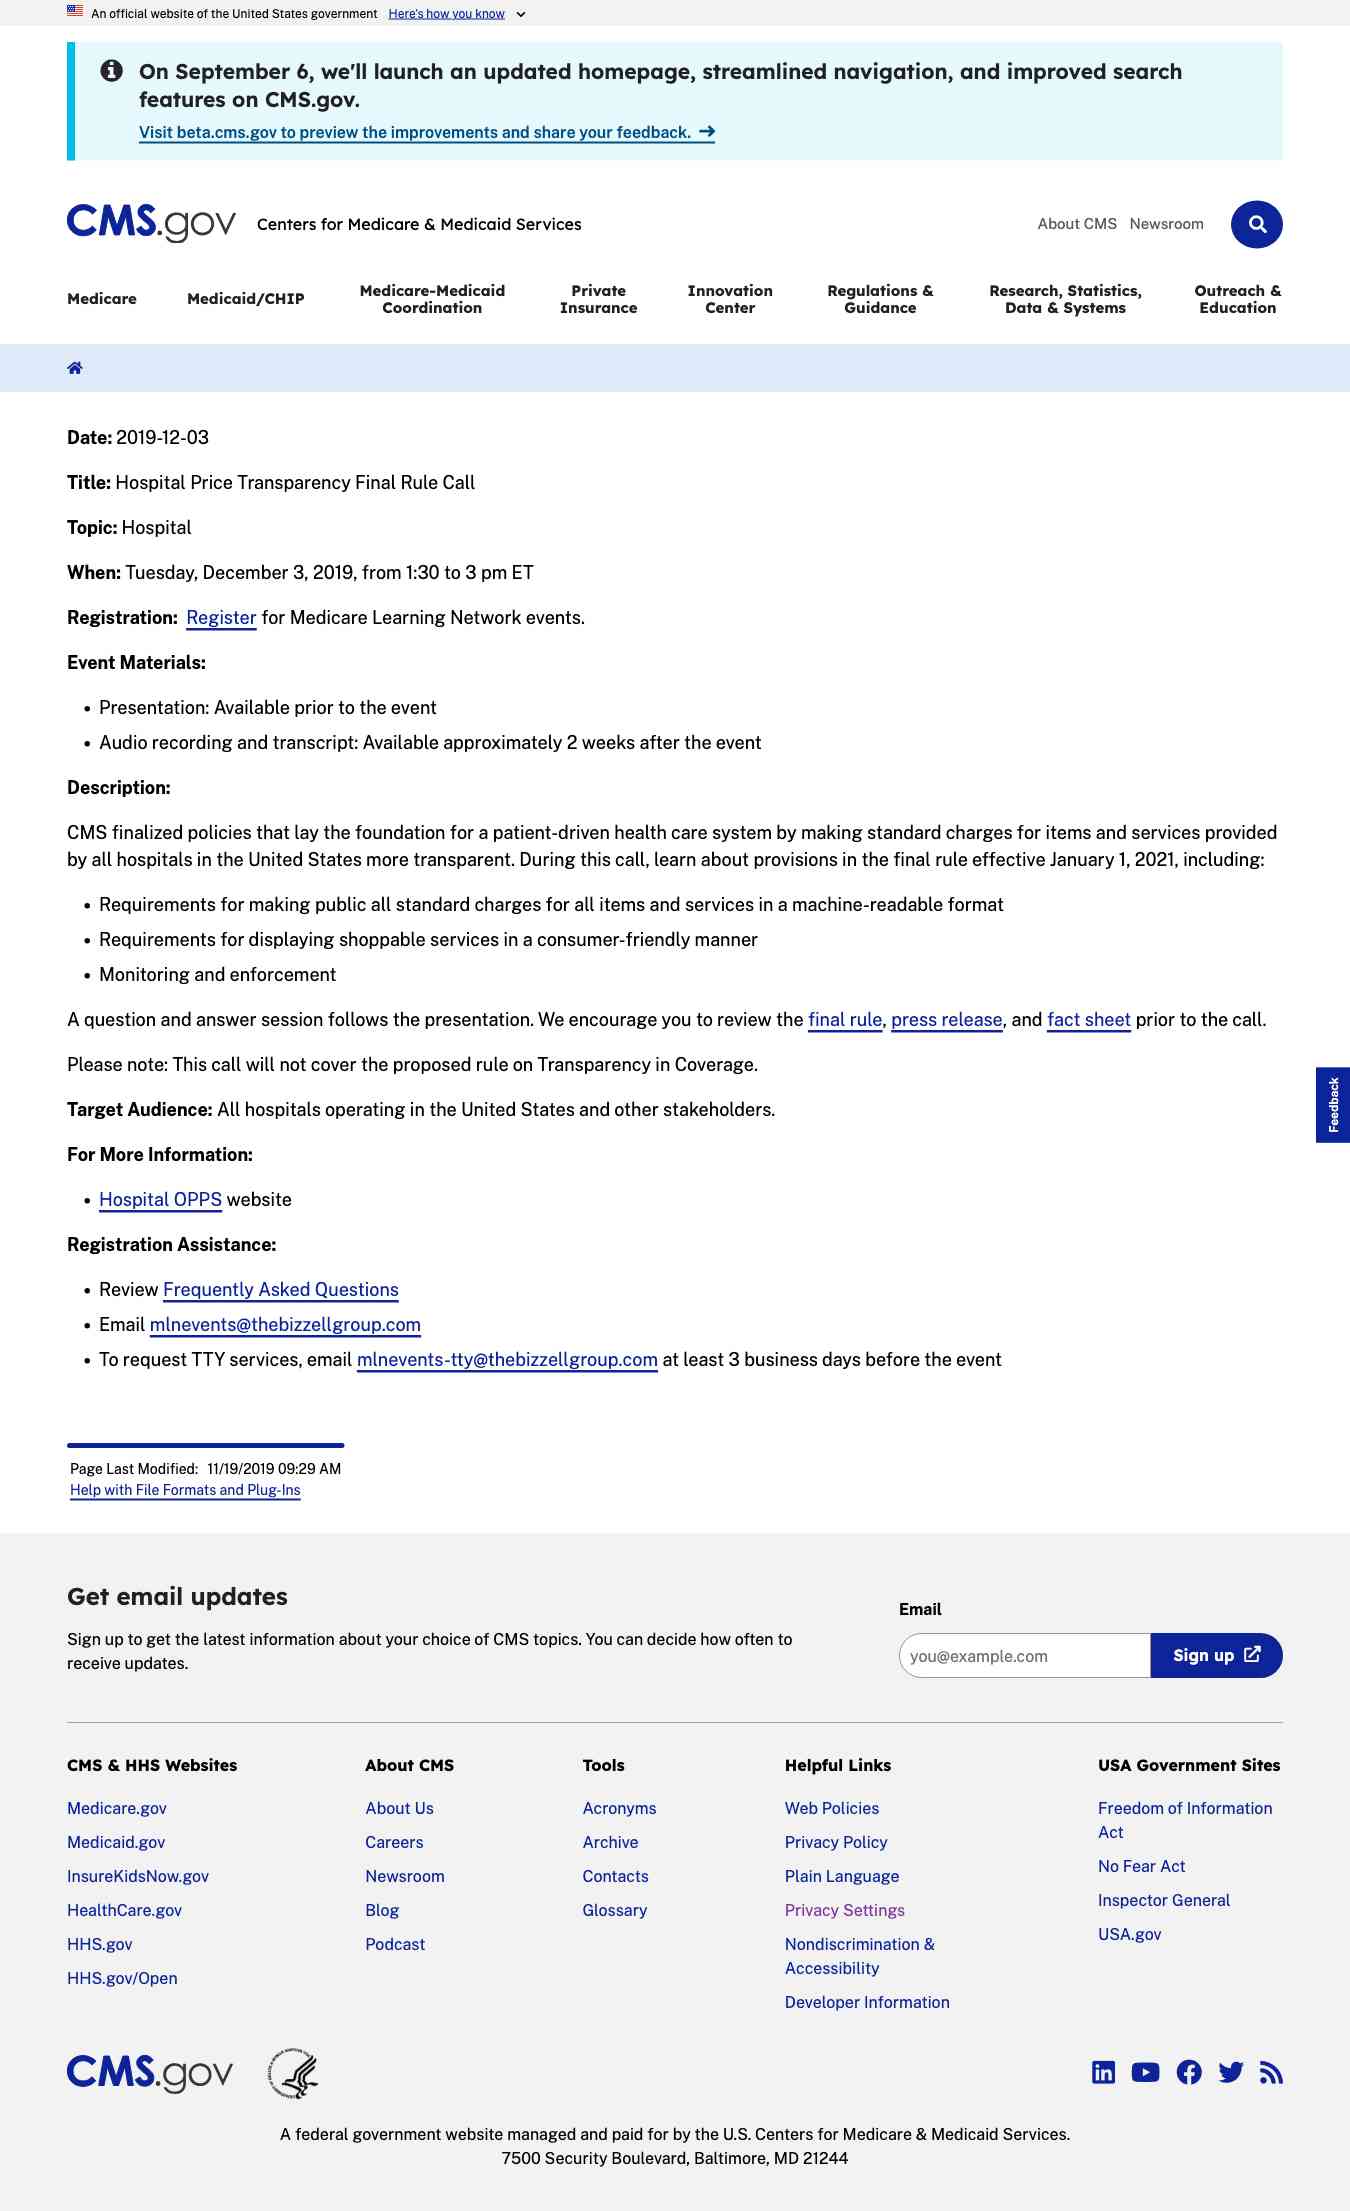 An official website of the United States government Here's how you know
On September 6, we'll launch an updated homepage, streamlined navigation, and improved search
features on CMS.gov.
Visit beta.cms.gov to preview the improvements and share your feedback.
CMS.gov Centers for Medicare & Medicaid Services
About CMS Newsroom
Medicare
Medicaid/CHIP
Medicare-Medicaid
Coordination
Private
Insurance
Innovation
Center
Regulations &
Guidance
Research, Statistics,
Data & Systems
Outreach &
Education
Date: 2019-12-03
Title: Hospital Price Transparency Final Rule Call
Topic: Hospital
When: Tuesday, December 3, 2019, from 1:30 to 3 pm ET
Registration: Register for Medicare Learning Network events.
Event Materials:
• Presentation: Available prior to the event
• Audio recording and transcript: Available approximately 2 weeks after the event
Description:
CMS finalized policies that lay the foundation for a patient-driven health care system by making standard charges for items and services provided
by all hospitals in the United States more transparent. During this call, learn about provisions in the final rule effective January 1, 2021, including:
• Requirements for making public all standard charges for all items and services in a machine-readable format
• Requirements for displaying shoppable services in a consumer-friendly manner
• Monitoring and enforcement
A question and answer session follows the presentation. We encourage you to review the final rule, press release, and fact sheet prior to the call.
Please note: This call will not cover the proposed rule on Transparency in Coverage.
Feedback
Target Audience: All hospitals operating in the United States and other stakeholders.
For More Information:
• Hospital OPPS website
Registration Assistance:
• Review Frequently Asked Questions
• Email mlnevents@thebizzellgroup.com
• To request TTY services, email mlnevents-tty@thebizzellgroup.com at least 3 business days before the event
Page Last Modified: 11/19/2019 09:29 AM
Help with File Formats and Plug-Ins
Get email updates
Sign up to get the latest information about your choice of CMS topics. You can decide how often to
receive updates.
Email
you@example.com
Sign up
CMS & HHS Websites
Medicare.gov
Medicaid.gov
InsureKidsNow.gov
HealthCare.gov
HHS.gov
HHS.gov/Open
About CMS
About Us
Careers
Newsroom
Blog
Podcast
Tools
Acronyms
Archive
Contacts
Glossary
Helpful Links
Web Policies
Privacy Policy
Plain Language
Privacy Settings
Nondiscrimination &
Accessibility
Developer Information
USA Government Sites
Freedom of Information
Act
No Fear Act
Inspector General
USA.gov
CMS.gov
A federal government website managed and paid for by the U.S. Centers for Medicare & Medicaid Services.
7500 Security Boulevard, Baltimore, MD 21244